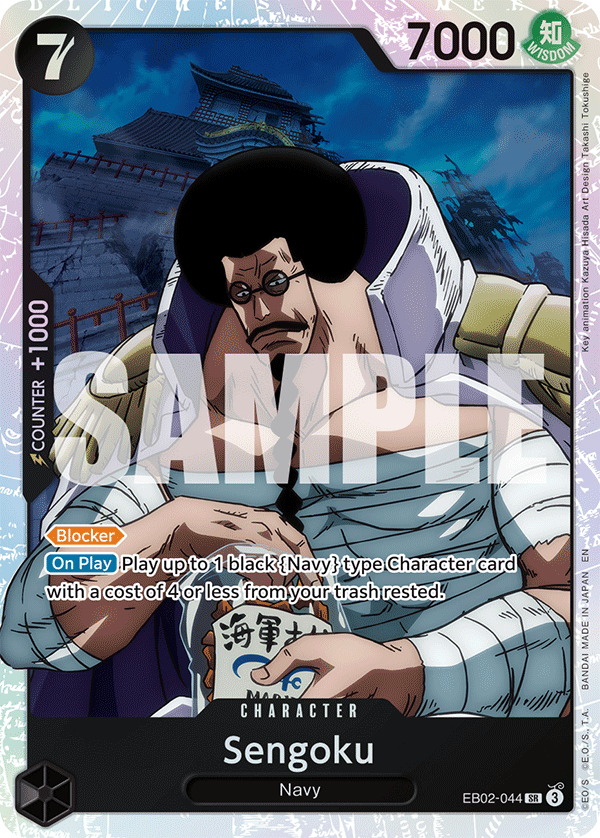 7
7000
知
WISDOM
COUNTER +1000
SAMPLE
Key animation Kazuya Hisada Art Design Takashi Tokushige
Blocker
On Play Play up to 1 black {Navy} type Character card
with a cost of 4 or less from your trash rested.
海軍
CHARACTER
Sengoku
Navy
EB02-044 SR 3
©EO/S ©E.O./S., T.A. BANDAI MADE IN JAPAN EN